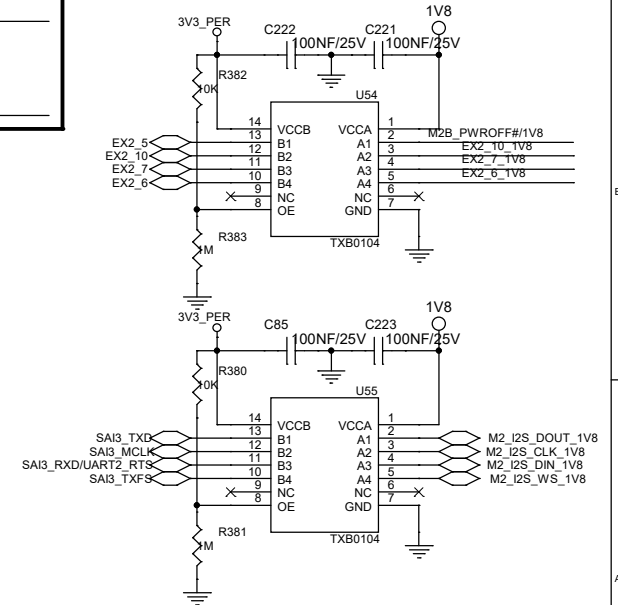 1V8
3V3_PER
C222
C221
100NF/25V
100NF/25V
R382
10K
U54
14
VCCB
VCCA
1
EX2_5
13
B1
A1
2
M2B_PWROFF#/1V8
EX2_10
12
B2
A2
3
EX2_10_1V8
EX2_7
11
B3
A3
4
EX2_7_1V8
EX2_6
10
B4
A4
5
EX2_6_1V8
9
NC
NC
6
8
OE
GND
7
R383
1M
TXB0104
1V8
3V3_PER
C85
C223
100NF/25V
100NF/25V
R380
10K
U55
14
VCCB
VCCA
1
SAI3_TXD
13
B1
A1
2
M2_I2S_DOUT_1V8
SAI3_MCLK
12
B2
A2
3
M2_I2S_CLK_1V8
SAI3_RXD/UART2_RTS
11
B3
A3
4
M2_I2S_DIN_1V8
SAI3_TXFS
10
B4
A4
5
M2_I2S_WS_1V8
9
NC
NC
6
8
OE
GND
7
R381
1M
TXB0104
A